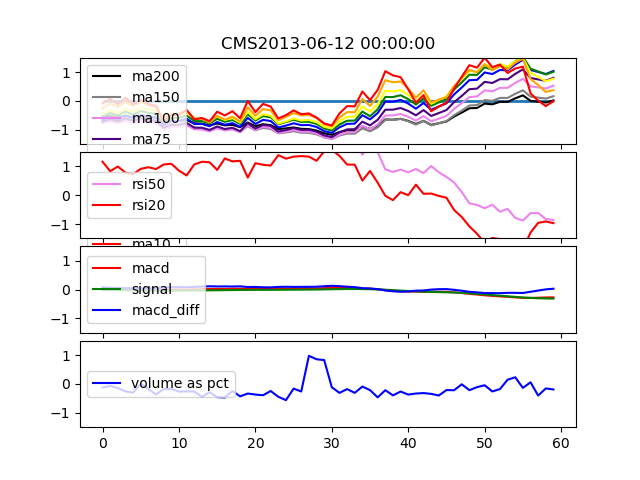 CMS2013-06-12 00:00:00
1
0
−1
ma200
ma150
ma100
ma75
1
0
−1
rsi50
rsi20
ma10
1
0
−1
macd
signal
macd_diff
1
0
−1
volume as pct
0 10 20 30 40 50 60